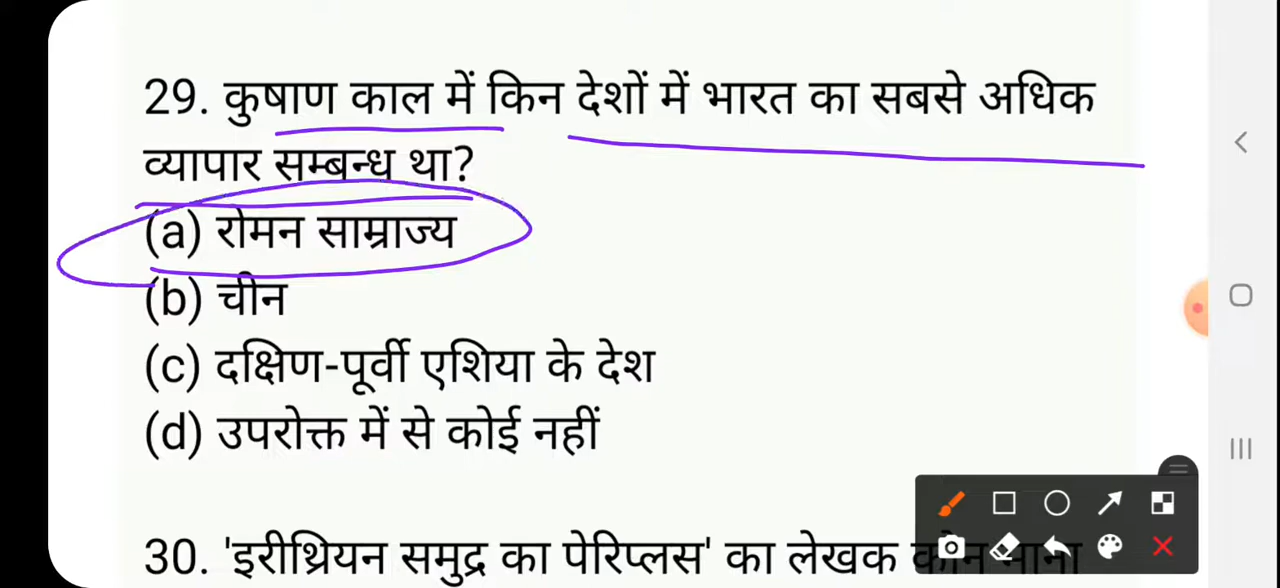 29. कुषाण काल में किन देशों में भारत का सबसे अधिक
व्यापार सम्बन्ध था?
(a) रोमन साम्राज्य
(b) चीन
(c) दक्षिण-पूर्वी एशिया के देश
(d) उपरोक्त में से कोई नहीं
30. 'इरीथ्रियन समुद्र का पेरिप्लस' का लेखक कौन माना